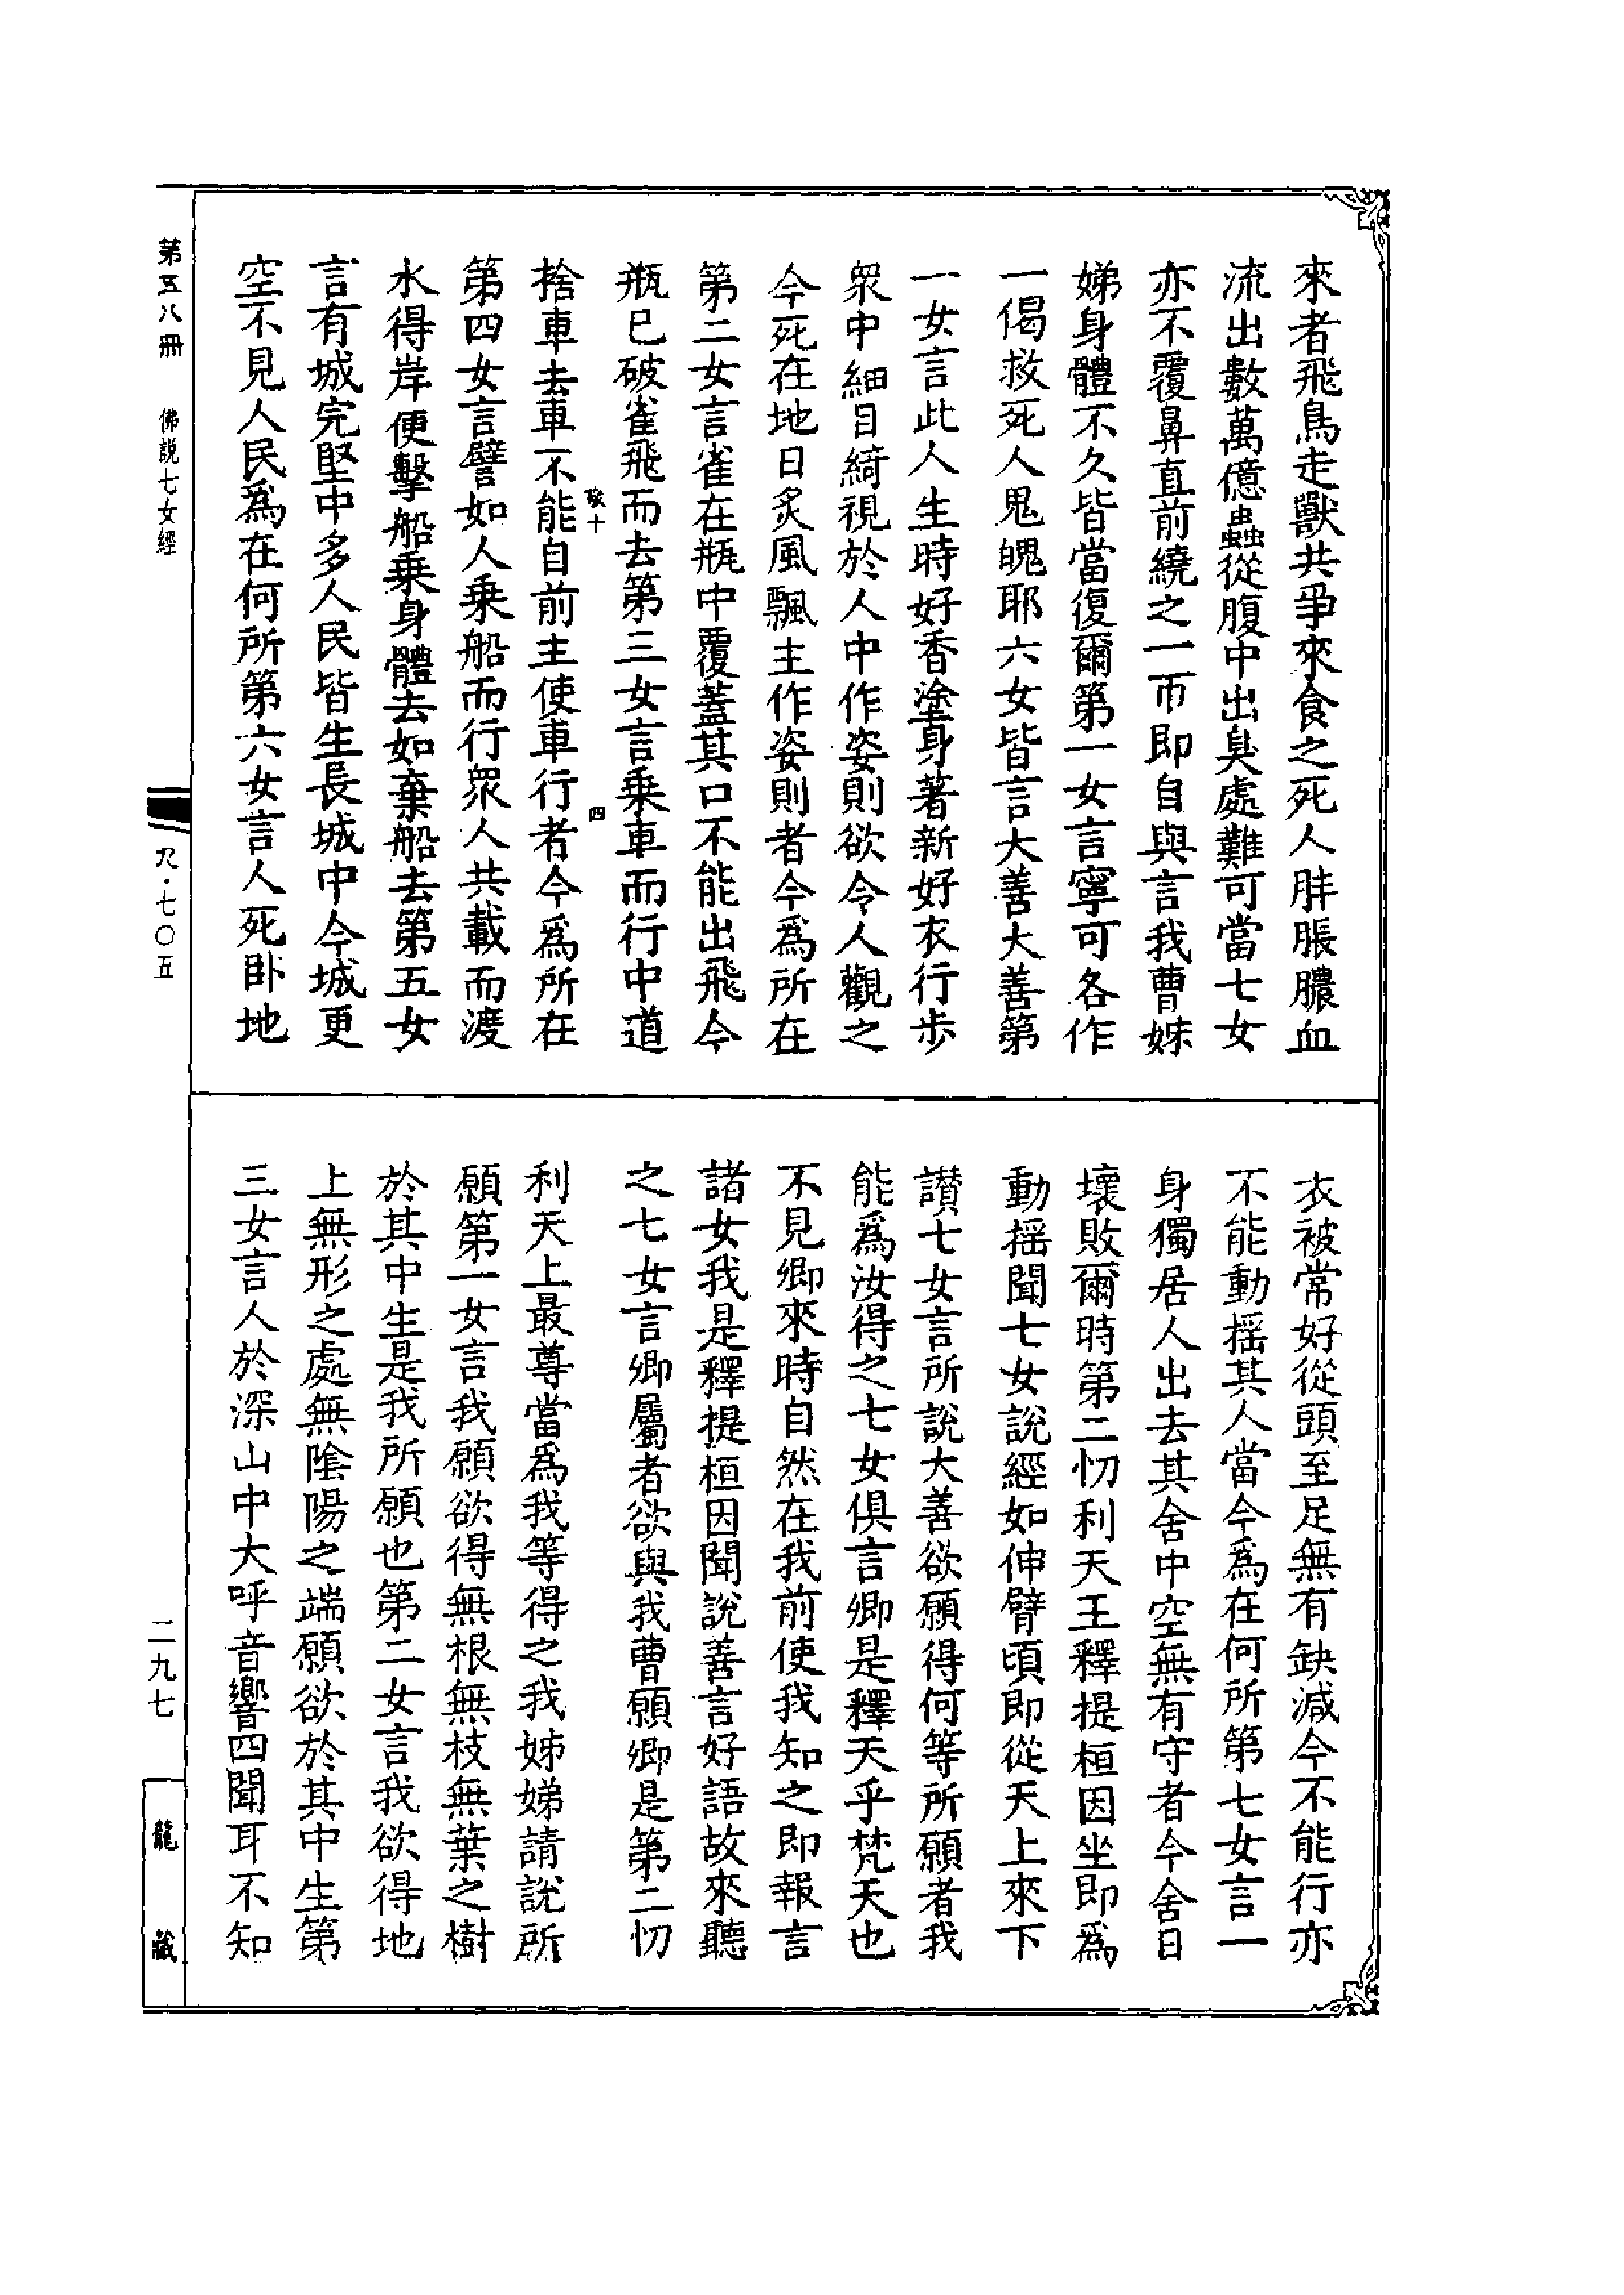 來者飛鳥走獸共爭來食之死人胮脹膿血
流出數萬億蟲從腹中出臭處難可當七女
亦不覆鼻直前繞之一帀即自與言我曹姊
娣身體不久皆當復爾第一女言寧可各作
一偈救死人鬼魄耶六女皆言大善大善第
一女言此人生時好香塗身著新好衣行步
衆中細目綺視於人中作姿則欲令人觀之
今死在地日炙風飄主作姿則者今爲所在
第二女言雀在瓶中覆蓋其口不能出飛今
瓶已破雀飛而去第三女言乗車而行中道
敬十
四
捨車去車不能自前主使車行者今爲所在
第四女言譬如人乗船而行衆人共載而渡
水得岸便擊船乗身體去如棄船去第五女
言有城完堅中多人民皆生長城中今城更
空不見人民爲在何所第六女言人死卧地
衣被常好從頭至足無有缺減今不能行亦
不能動揺其人當今爲在何所第七女言一
身獨居人出去其舍中空無有守者今舍日
壞敗爾時第二忉利天王釋提桓因坐即爲
動揺聞七女說經如伸臂頃即從天上來下
讃七女言所說大善欲願得何等所願者我
能爲汝得之七女俱言卿是釋天乎梵天也
不見卿來時自然在我前使我知之即報言
諸女我是釋提桓因聞說善言好語故來聽
之七女言卿屬者欲與我曹願卿是第二忉
利天上最尊當爲我等得之我姊娣請說所
願第一女言我願欲得無根無枝無葉之樹
於其中生是我所願也第二女言我欲得地
上無形之處無陰陽之端願欲於其中生第
三女言人於深山中大呼音響四聞耳不知
第五八冊
佛説七女經
尺·七〇五
二九七
龍藏